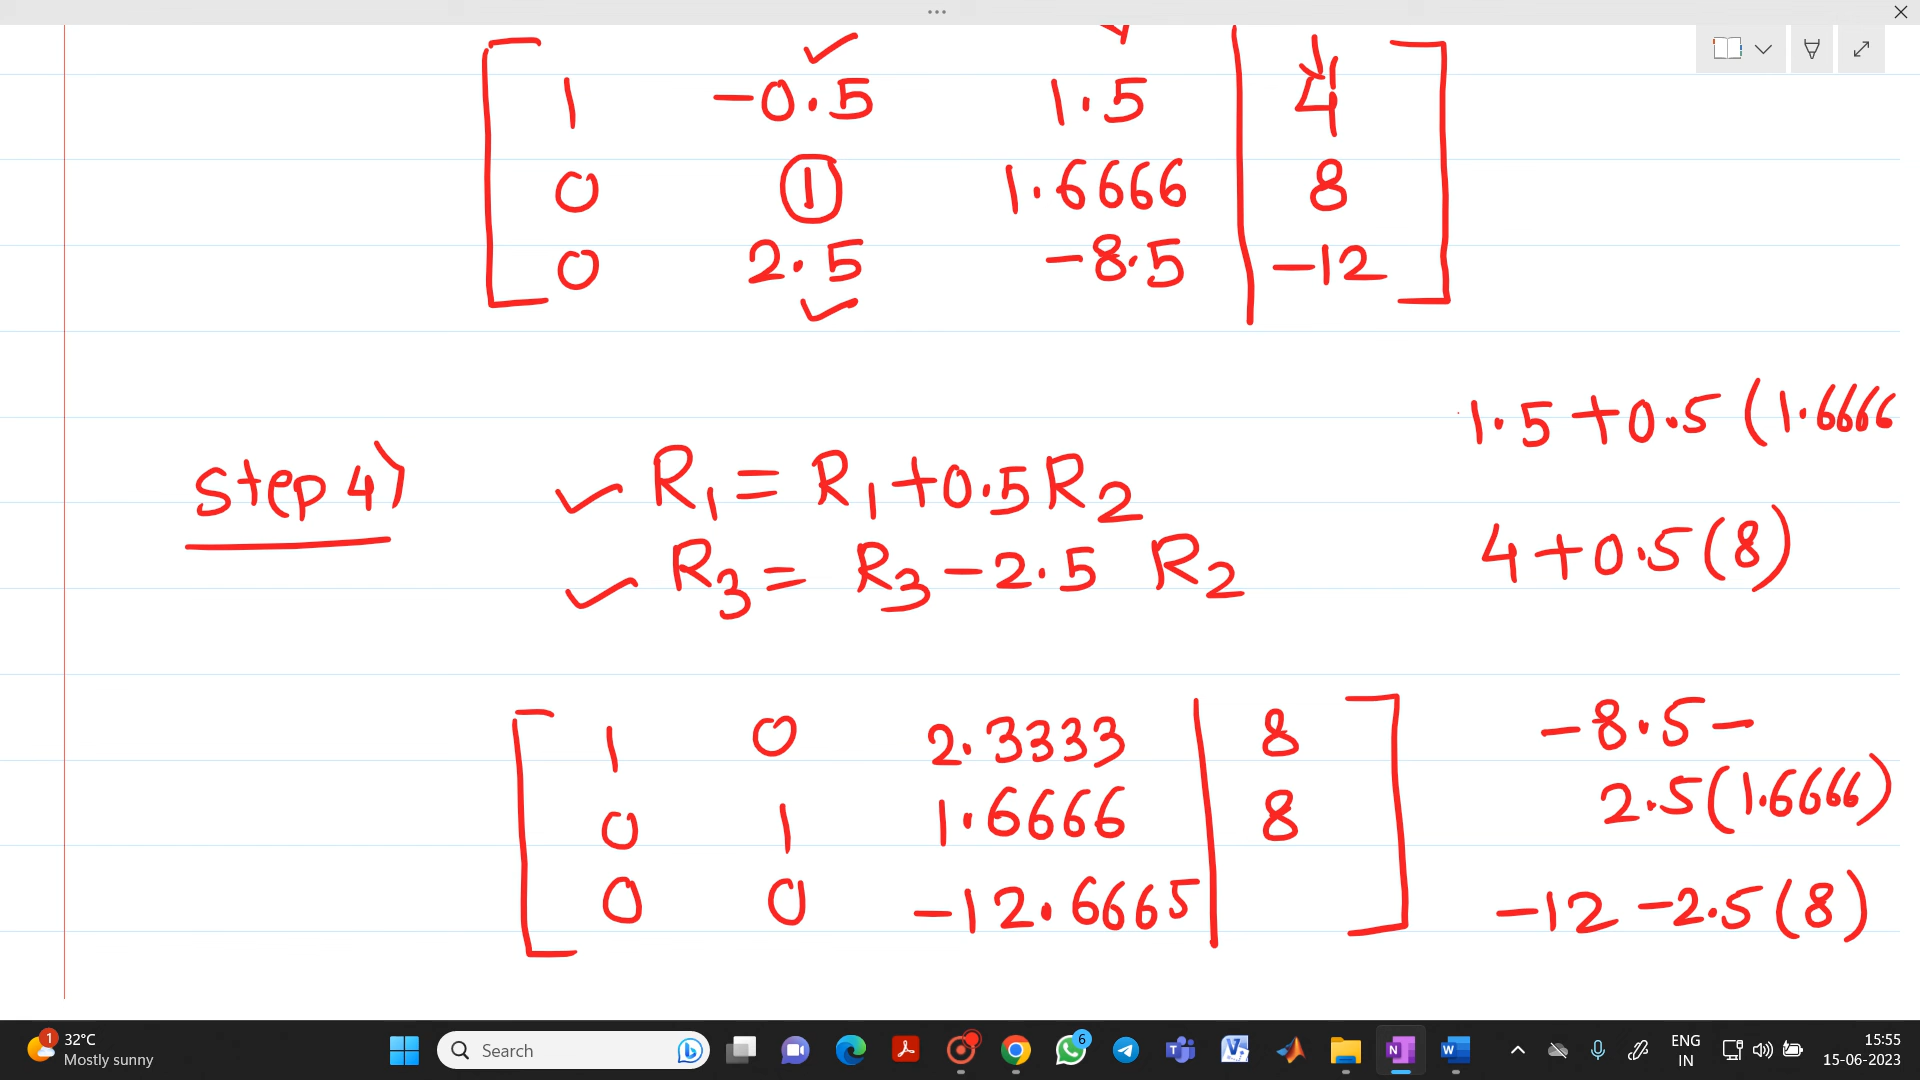 1 -0.5 1.5 4
0 1 1.6666 8
0 2.5 -8.5 -12
1.5+0.5(1.6666
Step 4) R1 = R1+0.5R2
4+0.5(8)
R3 = R3-2.5 R2
1 0 2.3333 8
-8.5-
0 1 1.6666 8
2.5(1.6666)
0 0 -12.6665
-12-2.5(8)
1
32°C
Mostly sunny
Search
6
ENG
IN
15:55
15-06-2023